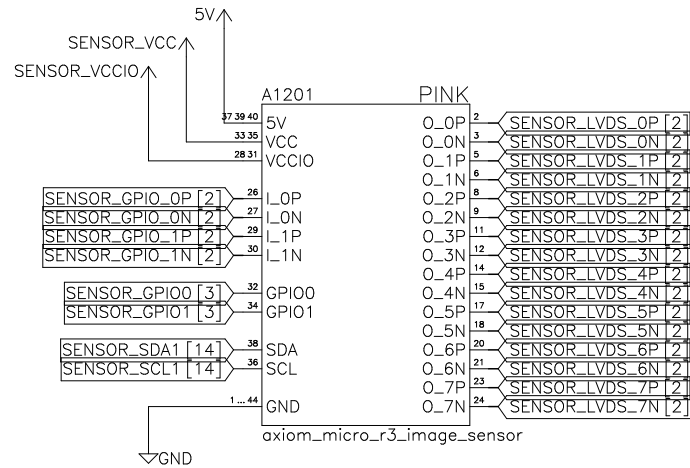 5V
SENSOR_VCC
SENSOR_VCCIO
A1201 PINK
37 39 40 5V O_0P 2 SENSOR_LVDS_0P [2]
33 35 VCC O_0N 3 SENSOR_LVDS_0N [2]
28 31 VCCIO O_1P 5 SENSOR_LVDS_1P [2]
O_1N 6 SENSOR_LVDS_1N [2]
SENSOR_GPIO_0P [2] 26 I_0P O_2P 8 SENSOR_LVDS_2P [2]
SENSOR_GPIO_0N [2] 27 I_0N O_2N 9 SENSOR_LVDS_2N [2]
SENSOR_GPIO_1P [2] 29 I_1P O_3P 11 SENSOR_LVDS_3P [2]
SENSOR_GPIO_1N [2] 30 I_1N O_3N 12 SENSOR_LVDS_3N [2]
O_4P 14 SENSOR_LVDS_4P [2]
SENSOR_GPIO0 [3] 32 GPIO0 O_4N 15 SENSOR_LVDS_4N [2]
SENSOR_GPIO1 [3] 34 GPIO1 O_5P 17 SENSOR_LVDS_5P [2]
O_5N 18 SENSOR_LVDS_5N [2]
SENSOR_SDA1 [14] 38 SDA O_6P 20 SENSOR_LVDS_6P [2]
SENSOR_SCL1 [14] 36 SCL O_6N 21 SENSOR_LVDS_6N [2]
O_7P 23 SENSOR_LVDS_7P [2]
1 ... 44 GND O_7N 24 SENSOR_LVDS_7N [2]
axiom_micro_r3_image_sensor
GND